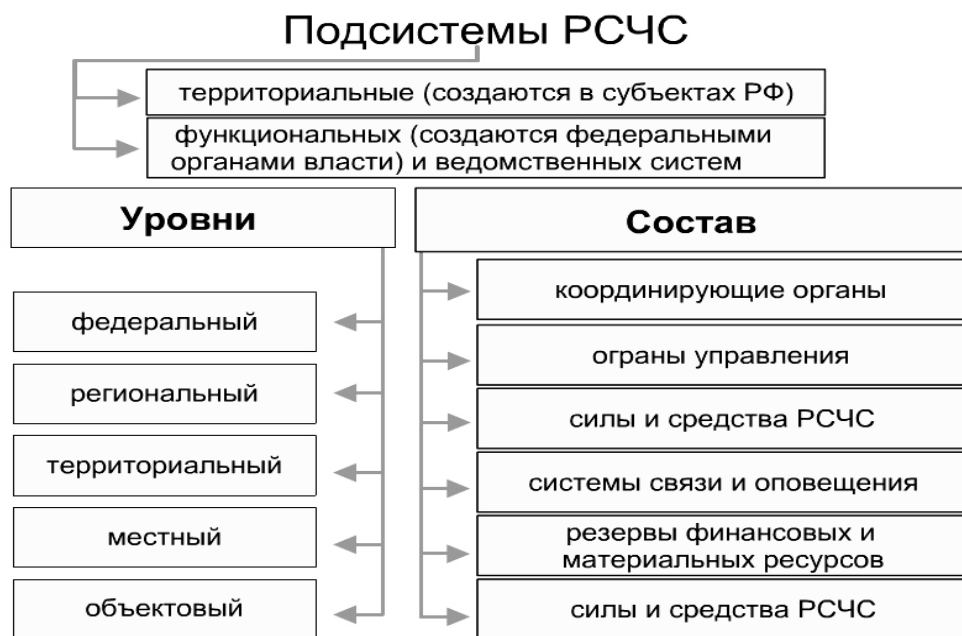 Подсистемы РСЧС
территориальные (создаются в субъектах РФ)
функциональных (создаются федеральными
органами власти) и ведомственных систем
Уровни
федеральный
региональный
территориальный
местный
объектовый
Состав
координирующие органы
ограны управления
силы и средства РСЧС
системы связи и оповещения
резервы финансовых и
материальных ресурсов
силы и средства РСЧС